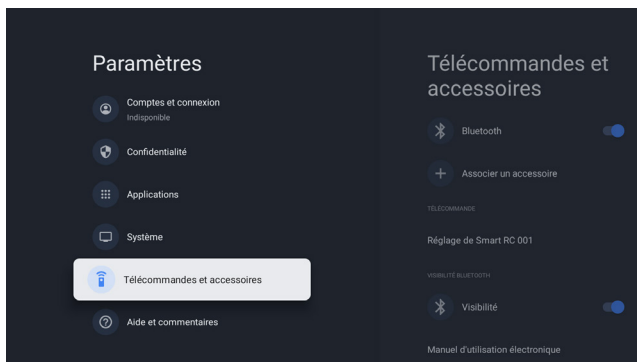 Paramètres
Comptes et connexion
Indisponible
Confidentialité
Applications
Système
Télécommandes et accessoires
Aide et commentaires
Télécommandes et
accessoires
Bluetooth
Associer un accessoire
TÉLÉCOMMANDE
Réglage de Smart RC 001
VISIBILITÉ BLUETOOTH
Visibilité
Manuel d'utilisation électronique